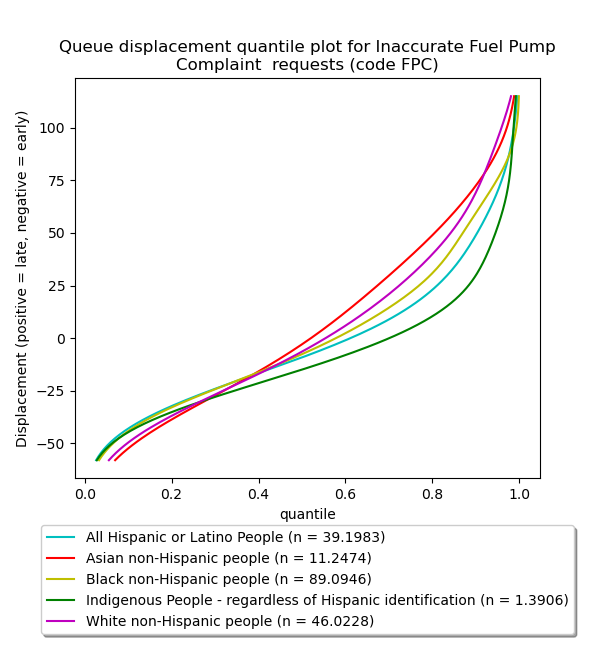 Queue displacement quantile plot for Inaccurate Fuel Pump
Complaint  requests (code FPC)
Displacement (positive = late, negative = early)
100
75
50
25
0
−25
−50
0.0 0.2 0.4 0.6 0.8 1.0
quantile
All Hispanic or Latino People (n = 39.1983)
Asian non-Hispanic people (n = 11.2474)
Black non-Hispanic people (n = 89.0946)
Indigenous People - regardless of Hispanic identification (n = 1.3906)
White non-Hispanic people (n = 46.0228)